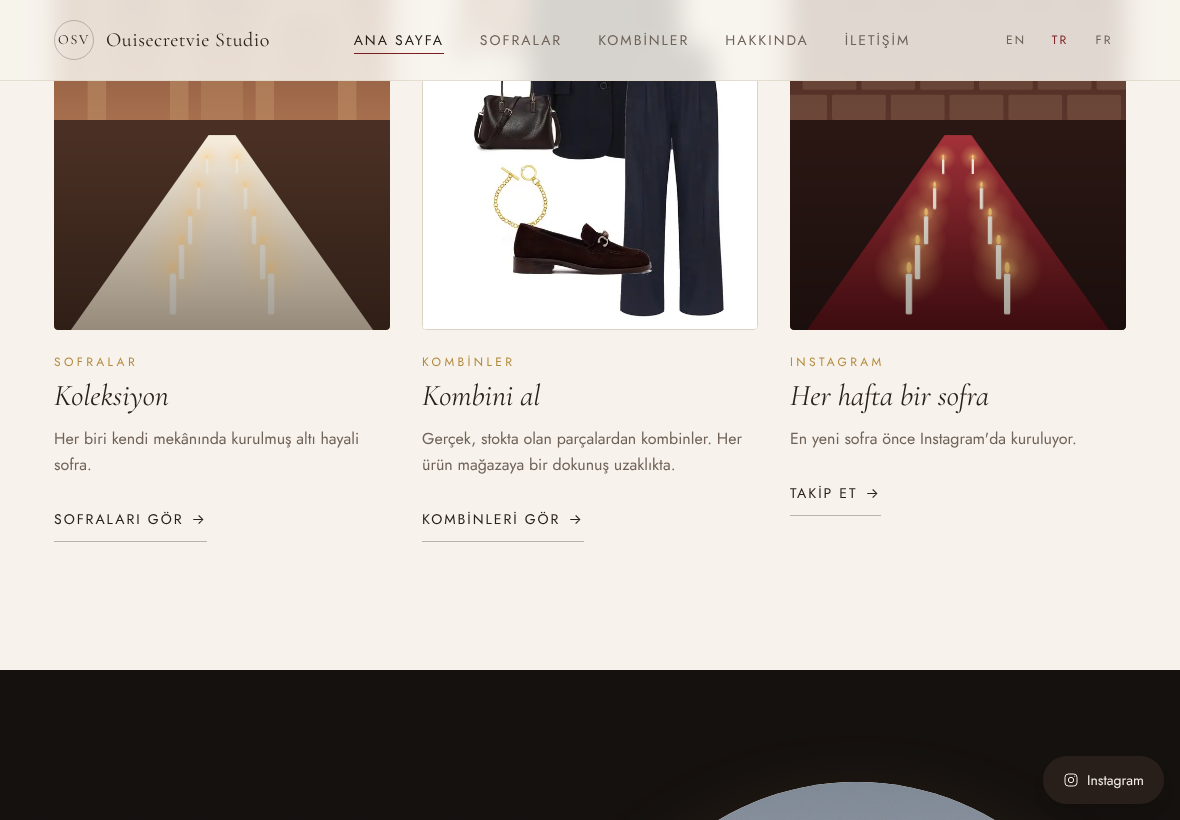 OSV Ouisecretvie Studio ANA SAYFA SOFRALAR KOMBİNLER HAKKINDA İLETİŞİM EN TR FR
SOFRALAR
Koleksiyon
Her biri kendi mekânında kurulmuş altı hayali
sofra.
SOFRALARI GÖR →
KOMBİNLER
Kombini al
Gerçek, stokta olan parçalardan kombinler. Her
ürün mağazaya bir dokunuş uzaklıkta.
KOMBİNLERİ GÖR →
INSTAGRAM
Her hafta bir sofra
En yeni sofra önce Instagram'da kuruluyor.
TAKİP ET →
Instagram